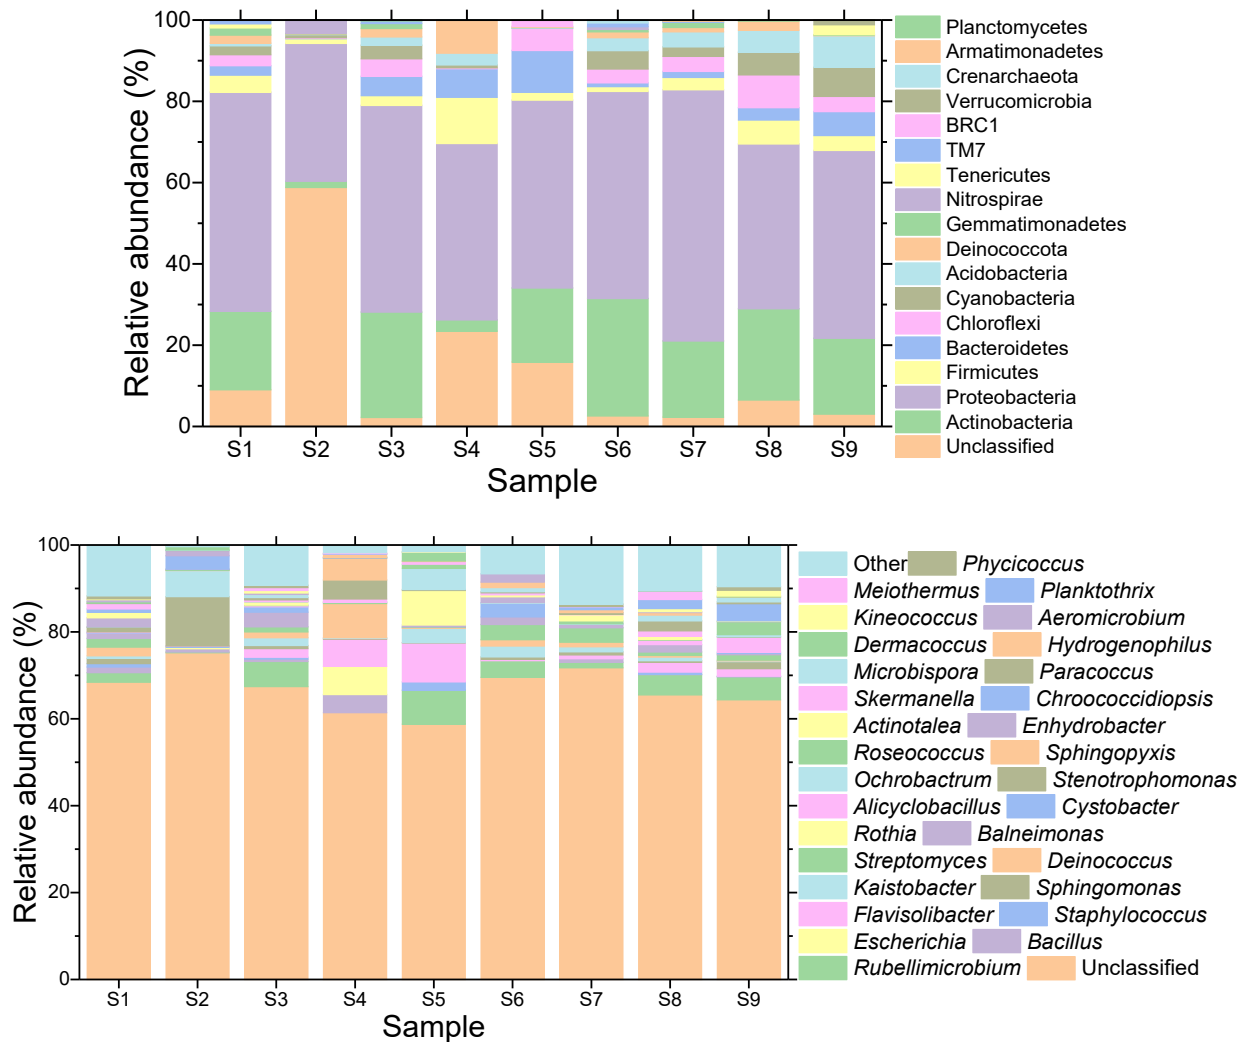 Relative abundance (%)
100
80
60
40
20
0
S1 S2 S3 S4 S5 S6 S7 S8 S9
Sample
Planctomycetes
Armatimonadetes
Crenarchaeota
Verrucomicrobia
BRC1
TM7
Tenericutes
Nitrospirae
Gemmatimonadetes
Deinococcota
Acidobacteria
Cyanobacteria
Chloroflexi
Bacteroidetes
Firmicutes
Proteobacteria
Actinobacteria
Unclassified
Relative abundance (%)
100
80
60
40
20
0
S1 S2 S3 S4 S5 S6 S7 S8 S9
Sample
Other Phycicoccus
Meiothermus Planktothrix
Kineococcus Aeromicrobium
Dermacoccus Hydrogenophilus
Microbispora Paracoccus
Skermanella Chroococcidiopsis
Actinotalea Enhydrobacter
Roseococcus Sphingopyxis
Ochrobactrum Stenotrophomonas
Alicyclobacillus Cystobacter
Rothia Balneimonas
Streptomyces Deinococcus
Kaistobacter Sphingomonas
Flavisolibacter Staphylococcus
Escherichia Bacillus
Rubellimicrobium Unclassified